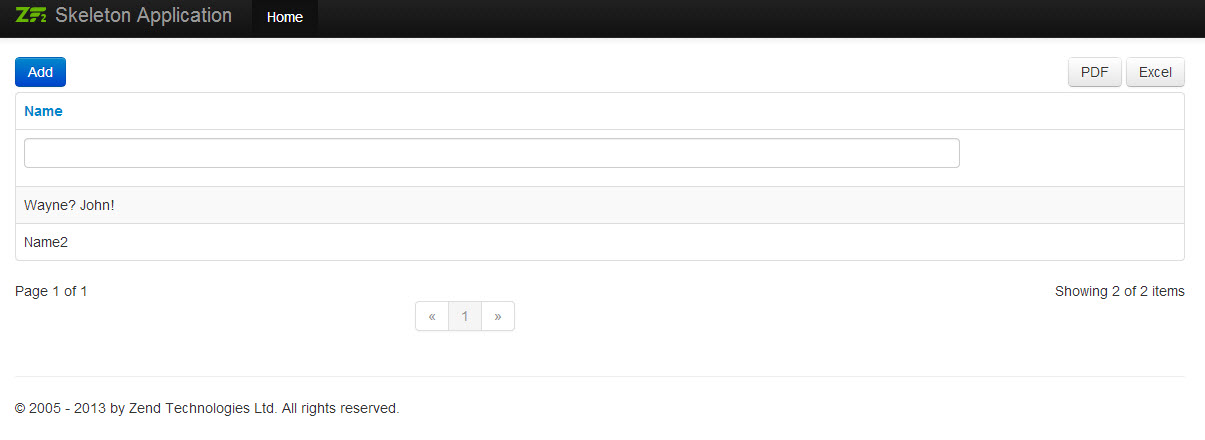 ZF2 Skeleton Application Home
Add PDF Excel
Name
Wayne? John!
Name2
Page 1 of 1 Showing 2 of 2 items
« 1 »
© 2005 - 2013 by Zend Technologies Ltd. All rights reserved.